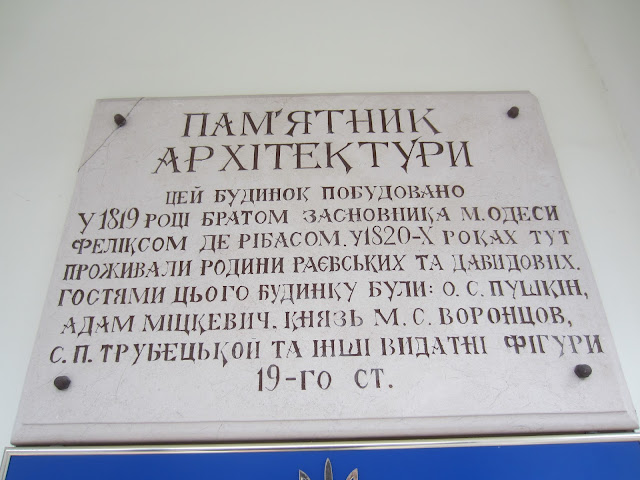 ПАМ'ЯТНИК
АРХІТЕКТУРИ
ЦЕЙ БУДИНОК ПОБУДОВАНО
У 1819 РОЦІ БРАТОМ ЗАСНОВНИКА М.ОДЕСИ
ФЕЛІКСОМ ДЕ РІБАСОМ. У 1820-Х РОКАХ ТУТ
ПРОЖИВАЛИ РОДИНИ РАЄВСЬКИХ ТА ДАВИДОВИХ.
ГОСТЯМИ ЦЬОГО БУДИНКУ БУЛИ: О.С.ПУШКІН,
АДАМ МІЦКЕВИЧ. КНЯЗЬ М.С.ВОРОНЦОВ,
С.П.ТРУБЕЦЬКОЙ ТА ІНШІ ВИДАТНІ ФІГУРИ
19-ГО СТ.